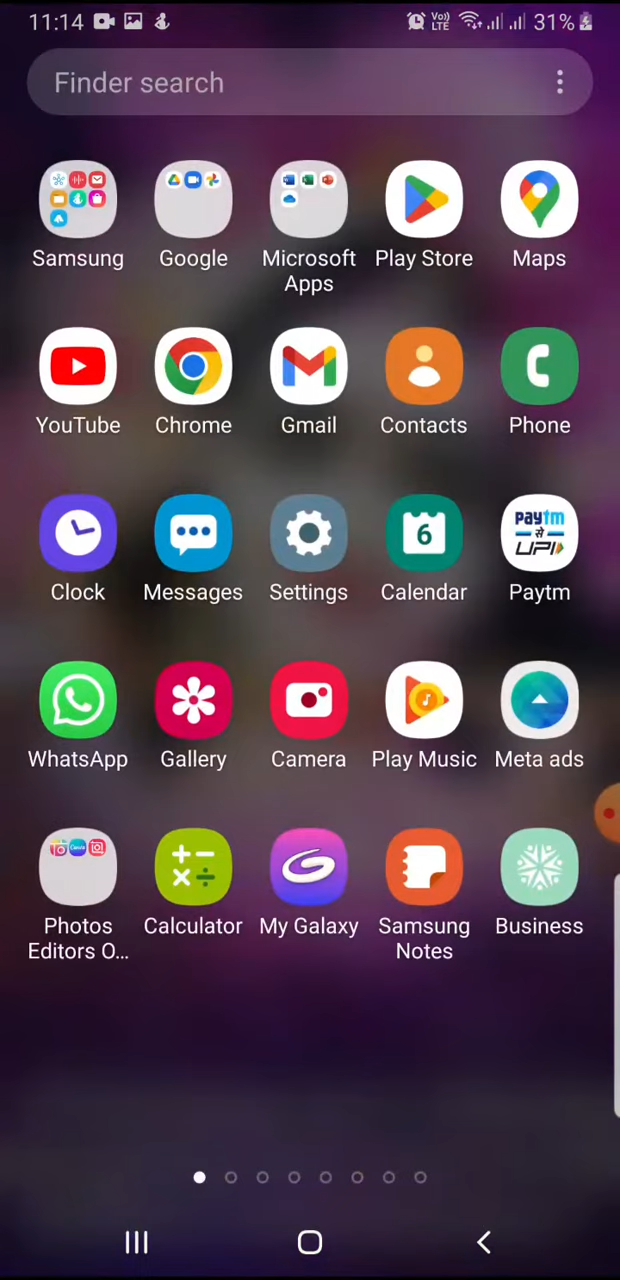 11:14 Vo) LTE 31%
Finder search
Samsung Google Microsoft Apps Play Store Maps
YouTube Chrome Gmail Contacts Phone
6
paytm
से
UPI
Clock Messages Settings Calendar Paytm
WhatsApp Gallery Camera Play Music Meta ads
Photos Editors O... Calculator My Galaxy Samsung Notes Business